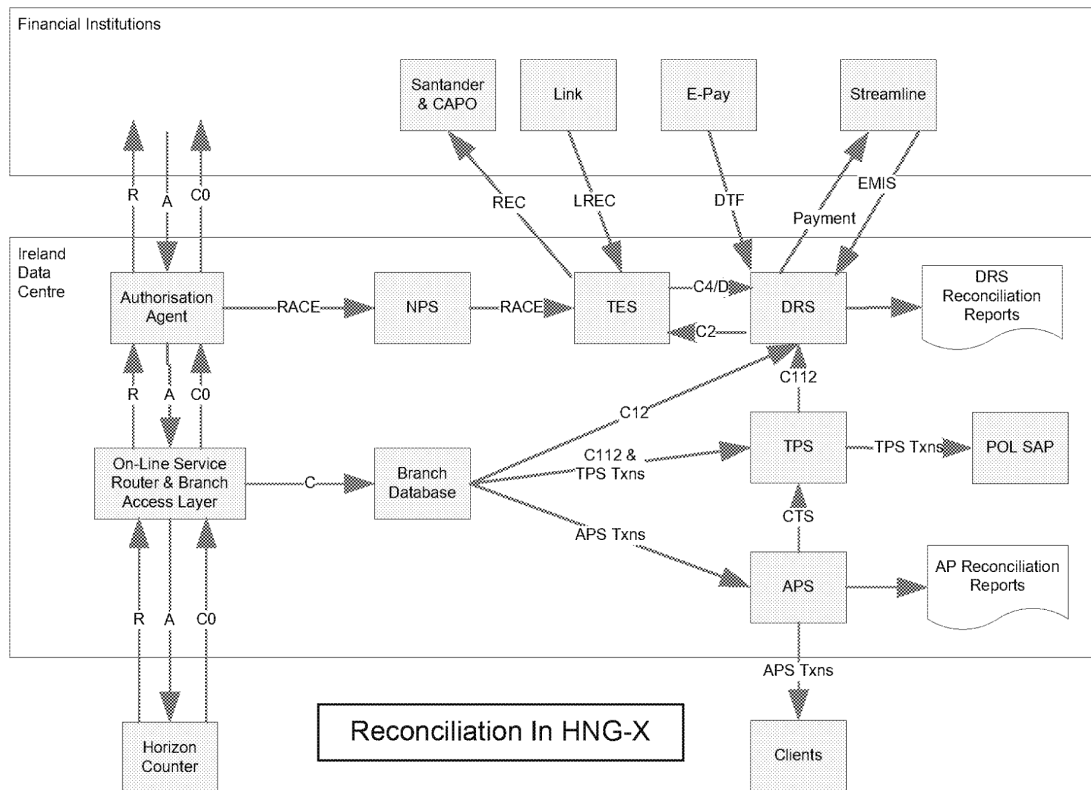 Financial Institutions
Santander
& CAPO
Link
E-Pay
Streamline
R
A
C0
REC
LREC
DTF
Payment
EMIS
Ireland
Data
Centre
Authorisation
Agent
RACE
NPS
RACE
TES
C4/D
C2
DRS
DRS
Reconciliation
Reports
R
A
C0
C12
C112
C112 &
TPS Txns
On-Line Service
Router & Branch
Access Layer
C
Branch
Database
TPS
TPS Txns
POL SAP
APS Txns
CTS
APS
AP Reconciliation
Reports
R
A
C0
APS Txns
Reconciliation In HNG-X
Horizon
Counter
Clients